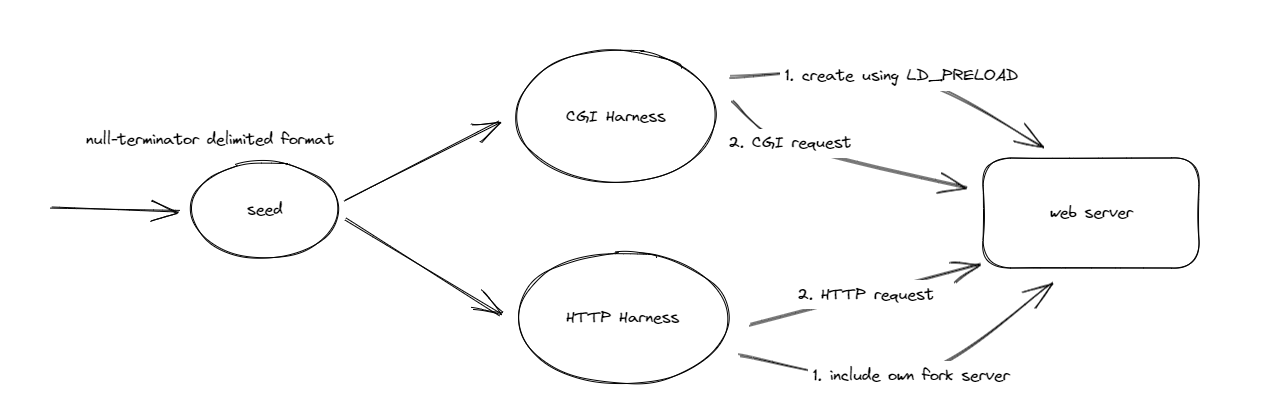 null-terminator delimited format
seed
CGI Harness
1. create using LD_PRELOAD
2. CGI request
web server
HTTP Harness
2. HTTP request
1. include own fork server